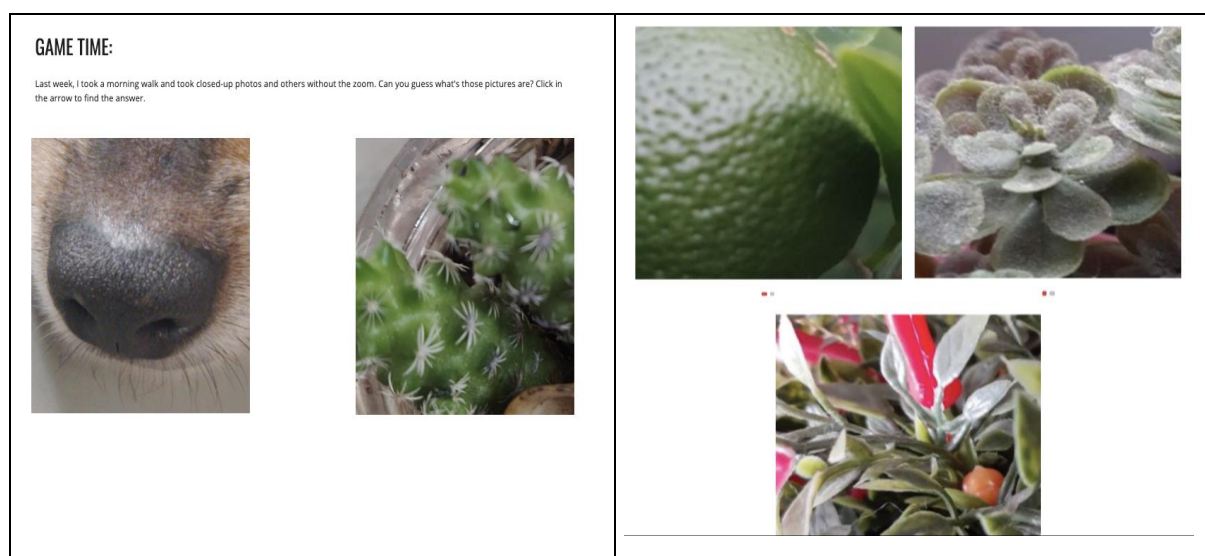 GAME TIME:
Last week, I took a morning walk and took closed-up photos and others without the zoom. Can you guess what's those pictures are? Click in
the arrow to find the answer.